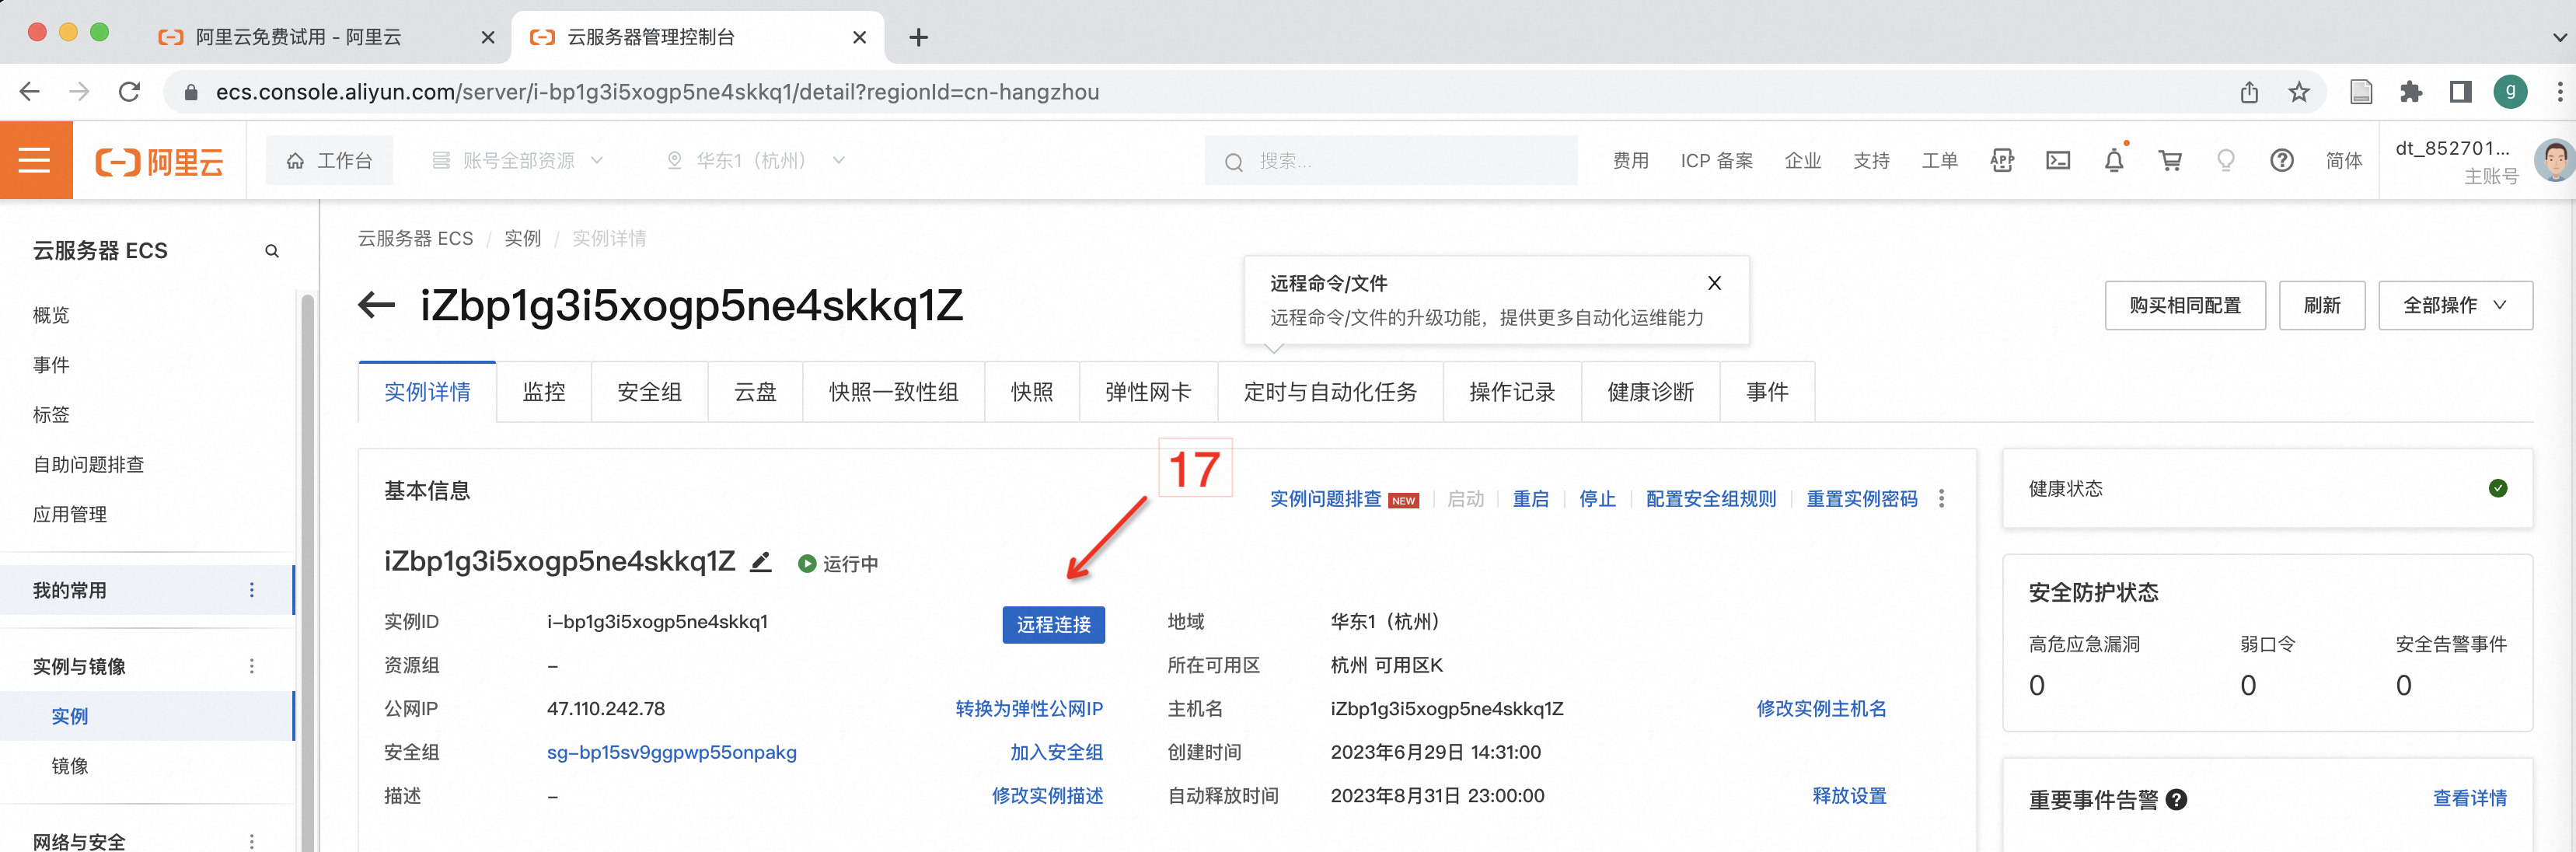 阿里云免费试用 - 阿里云
云服务器管理控制台
ecs.console.aliyun.com/server/i-bp1g3i5xogp5ne4skkq1/detail?regionId=cn-hangzhou
g
阿里云
工作台
账号全部资源
华东1（杭州）
搜索...
费用
ICP 备案
企业
支持
工单
APP
简体
dt_852701...
主账号
云服务器 ECS
概览
事件
标签
自助问题排查
应用管理
我的常用
实例与镜像
实例
镜像
网络与安全
云服务器 ECS / 实例 / 实例详情
iZbp1g3i5xogp5ne4skkq1Z
远程命令/文件
远程命令/文件的升级功能，提供更多自动化运维能力
购买相同配置
刷新
全部操作
实例详情
监控
安全组
云盘
快照一致性组
快照
弹性网卡
定时与自动化任务
操作记录
健康诊断
事件
17
基本信息
实例问题排查 NEW
启动
重启
停止
配置安全组规则
重置实例密码
iZbp1g3i5xogp5ne4skkq1Z
运行中
实例ID
i-bp1g3i5xogp5ne4skkq1
远程连接
地域
华东1（杭州）
资源组
–
所在可用区
杭州 可用区K
公网IP
47.110.242.78
转换为弹性公网IP
主机名
iZbp1g3i5xogp5ne4skkq1Z
修改实例主机名
安全组
sg-bp15sv9ggpwp55onpakg
加入安全组
创建时间
2023年6月29日 14:31:00
描述
–
修改实例描述
自动释放时间
2023年8月31日 23:00:00
释放设置
健康状态
安全防护状态
高危应急漏洞
弱口令
安全告警事件
0
0
0
重要事件告警
查看详情